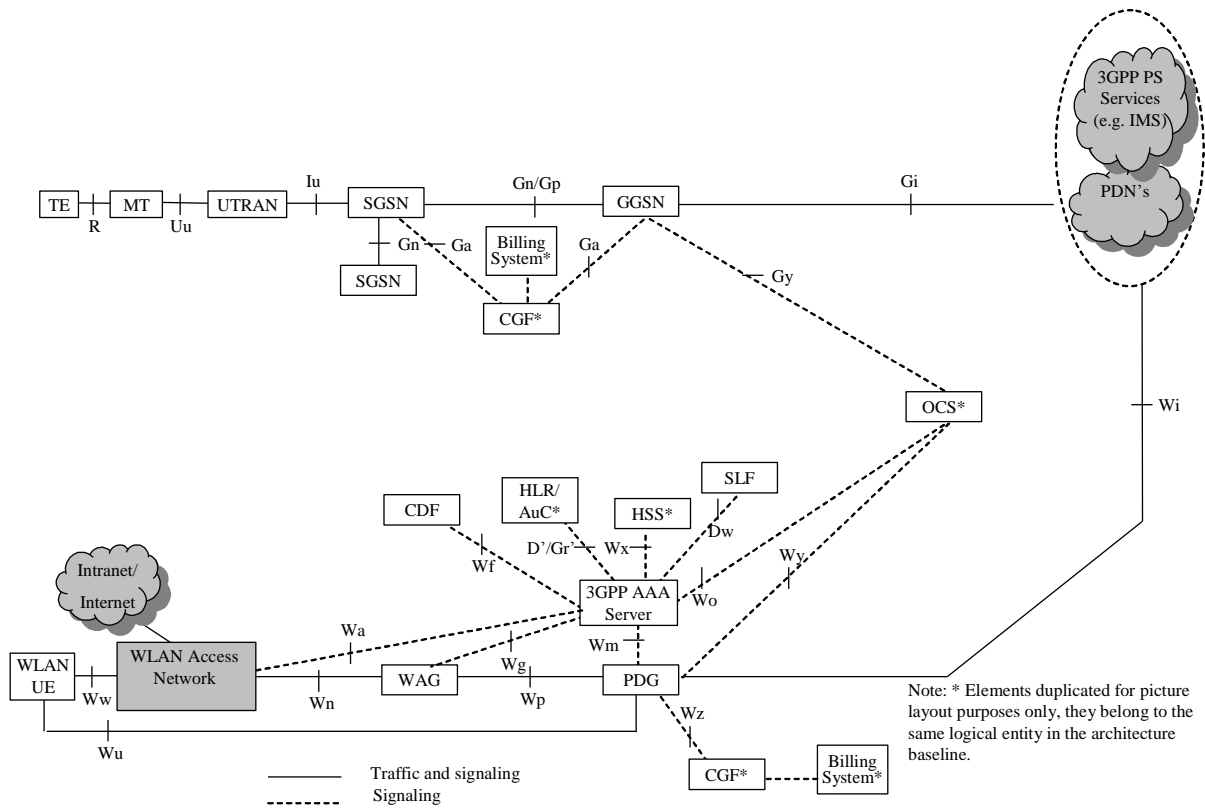 3GPP PS
Services
(e.g. IMS)
PDN’s
Iu
Gn/Gp
Gi
TE
MT
UTRAN
SGSN
GGSN
R
Uu
Gn
Ga
Billing
System*
Ga
SGSN
Gy
CGF*
OCS*
Wi
SLF
HLR/
AuC*
CDF
HSS*
Dw
D’/Gr’
Wx
Wy
Wf
Intranet/
Internet
3GPP AAA
Server
Wo
Wa
Wg
Wm
WLAN
UE
WLAN Access
Network
WAG
PDG
Ww
Wn
Wp
Note: * Elements duplicated for picture
layout purposes only, they belong to the
same logical entity in the architecture
baseline.
Wz
Wu
CGF*
Billing
System*
Traffic and signaling
Signaling